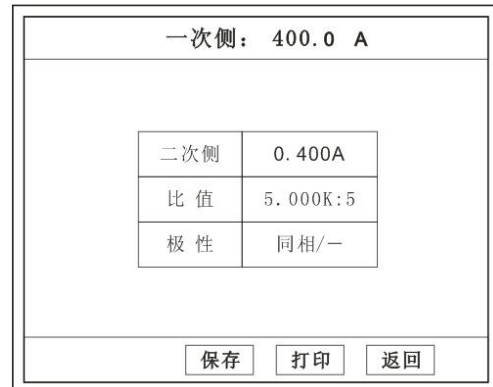 一次侧： 400.0 A
二次侧 0.400A
比 值 5.000K:5
极 性 同相/－
保存 打印 返回